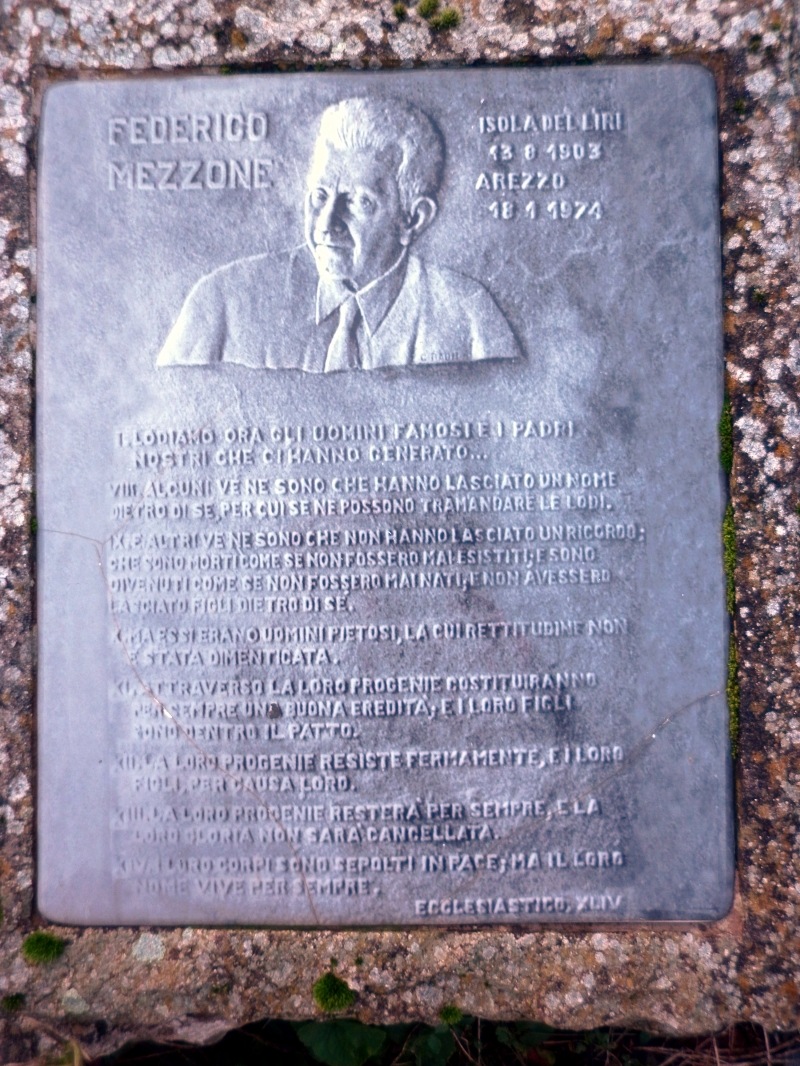 FEDERICO
MEZZONE
ISOLA DEL LIRI
13 8 1903
AREZZO
18 1 1974
I. LODIAMO ORA GLI UOMINI FAMOSI E I PADRI
NOSTRI CHE CI HANNO GENERATO...
VIII. ALCUNI VE NE SONO CHE HANNO LASCIATO UN NOME
DIETRO DI SE, PER CUI SE NE POSSONO TRAMANDARE LE LODI.
IX. E ALTRI VE NE SONO CHE NON HANNO LASCIATO UN RICORDO;
CHE SONO MORTI COME SE NON FOSSERO MAI ESISTITI, E SONO
DIVENUTI COME SE NON FOSSERO MAI NATI, E NON AVESSERO
LASCIATO FIGLI DIETRO DI SE.
X. MA ESSI ERANO UOMINI PIETOSI, LA CUI RETTITUDINE NON
E STATA DIMENTICATA.
XI. ATTRAVERSO LA LORO PROGENIE COSTITUIRANNO
PER SEMPRE UNA BUONA EREDITA, E I LORO FIGLI
SONO DENTRO IL PATTO.
XII. LA LORO PROGENIE RESISTE FERMAMENTE, E I LORO
FIGLI PER CAUSA LORO.
XIII. LA LORO PROGENIE RESTERA PER SEMPRE, E LA
LORO GLORIA NON SARA CANCELLATA.
XIV. I LORO CORPI SONO SEPOLTI IN PACE; MA IL LORO
NOME VIVE PER SEMPRE.
ECCLESIASTICO, XLIV